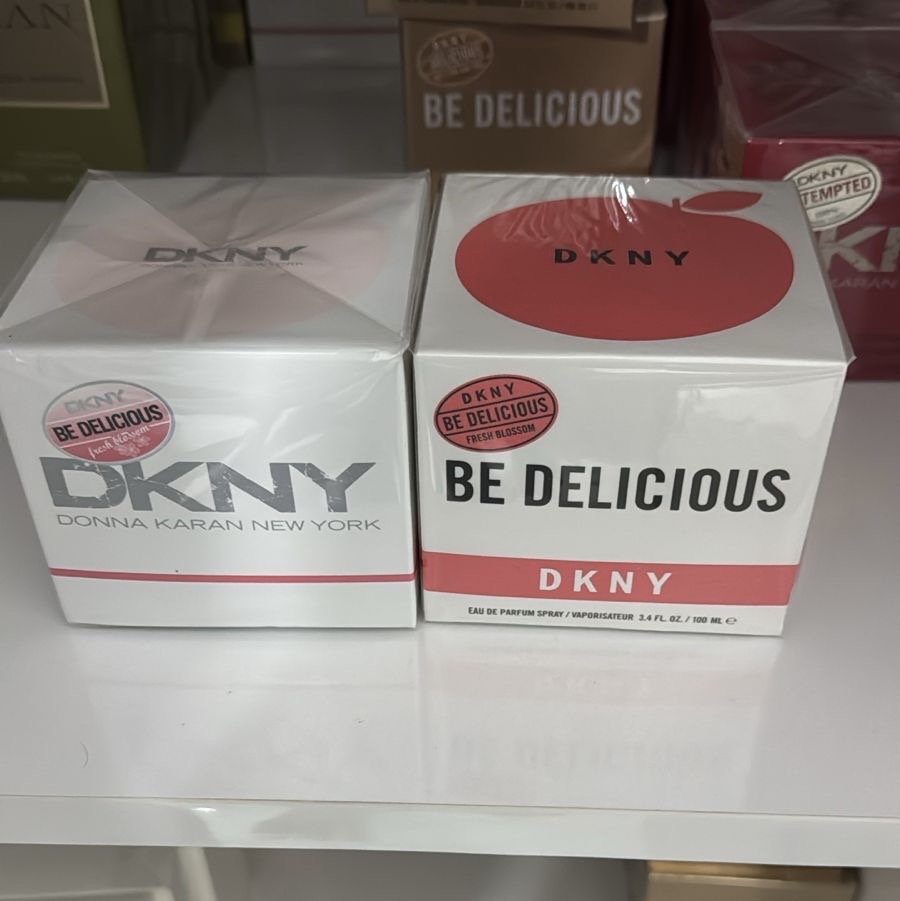 BE DELICIOUS
DKNY
TEMPTED
KARAN
DKNY
DKNY
BE DELICIOUS
fresh blossom
DKNY
DONNA KARAN NEW YORK
DKNY
DKNY
BE DELICIOUS
FRESH BLOSSOM
BE DELICIOUS
DKNY
EAU DE PARFUM SPRAY / VAPORISATEUR 3.4 FL. OZ. / 100 ML ℮